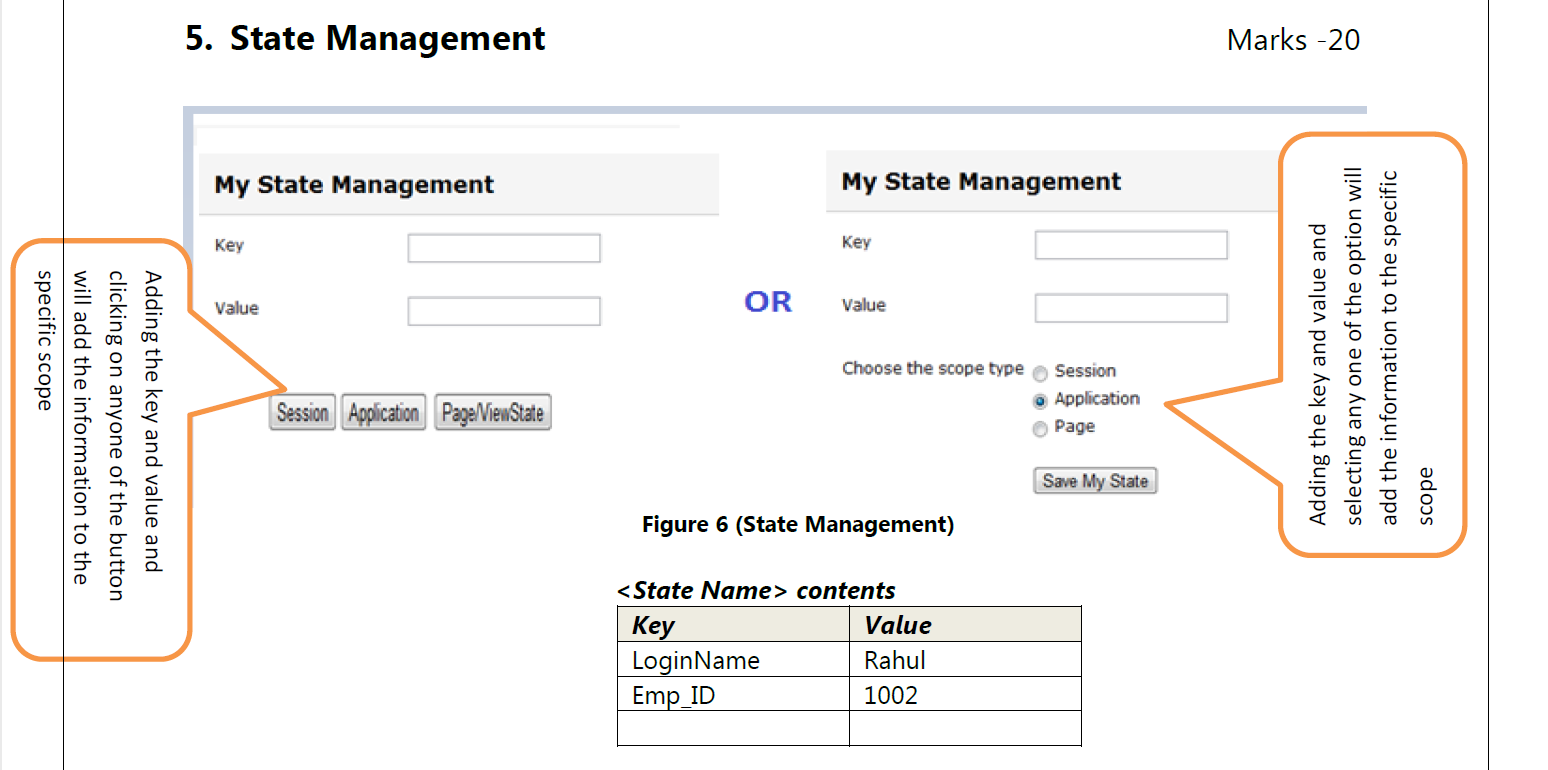 5. State Management
Marks -20
My State Management
Key
Value
Session
Application
Page/ViewState
Adding the key and value and
clicking on anyone of the button
will add the information to the
specific scope
OR
My State Management
Key
Value
Choose the scope type
Session
Application
Page
Save My State
Adding the key and value and
selecting any one of the option will
add the information to the specific
scope
Figure 6 (State Management)
<State Name> contents
Key Value
LoginName Rahul
Emp_ID 1002